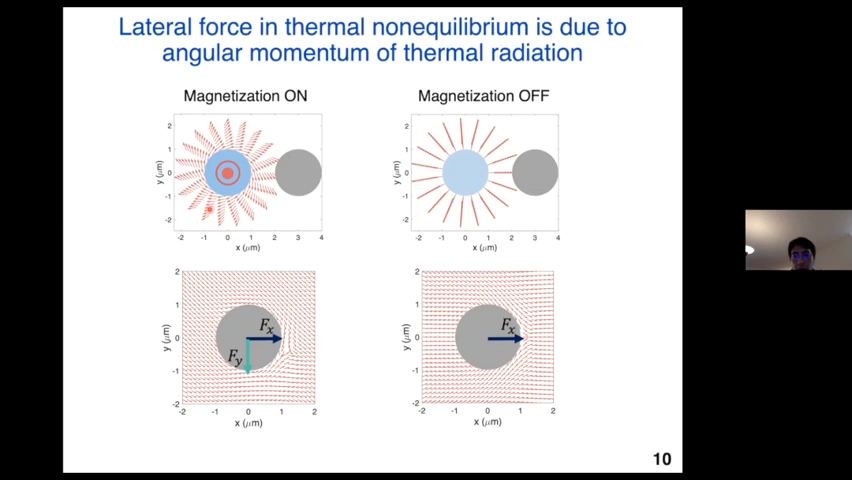 Lateral force in thermal nonequilibrium is due to
angular momentum of thermal radiation
Magnetization ON
Magnetization OFF
2
1
0
-1
-2
y (μm)
-2 -1 0 1 2 3 4
x (μm)
2
1
0
-1
-2
y (μm)
-2 -1 0 1 2 3 4
x (μm)
2
1
0
-1
-2
y (μm)
Fx
Fy
-2 -1 0 1 2
x (μm)
2
1
0
-1
-2
y (μm)
Fx
-2 -1 0 1 2
x (μm)
10